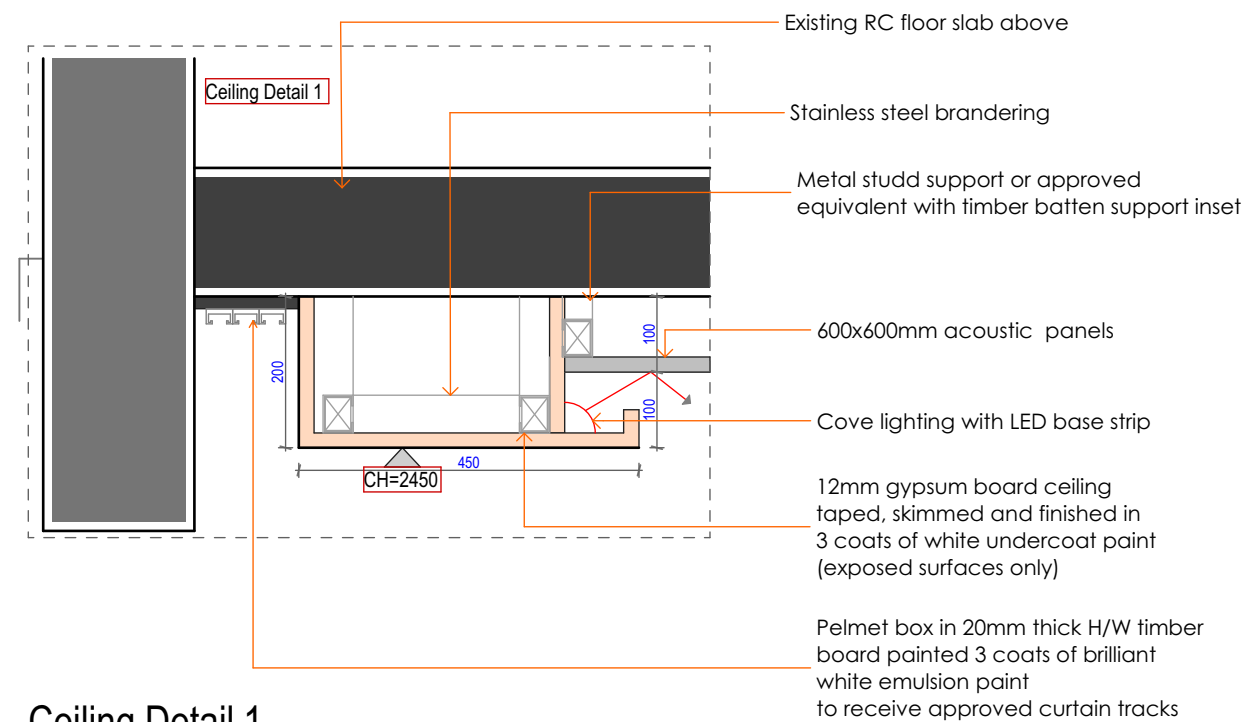 Existing RC floor slab above
Ceiling Detail 1
Stainless steel brandering
Metal studd support or approved
equivalent with timber batten support inset
600x600mm acoustic panels
100
200
100
Cove lighting with LED base strip
450
CH=2450
12mm gypsum board ceiling
taped, skimmed and finished in
3 coats of white undercoat paint
(exposed surfaces only)
Pelmet box in 20mm thick H/W timber
board painted 3 coats of brilliant
white emulsion paint
to receive approved curtain tracks
Ceiling Detail 1